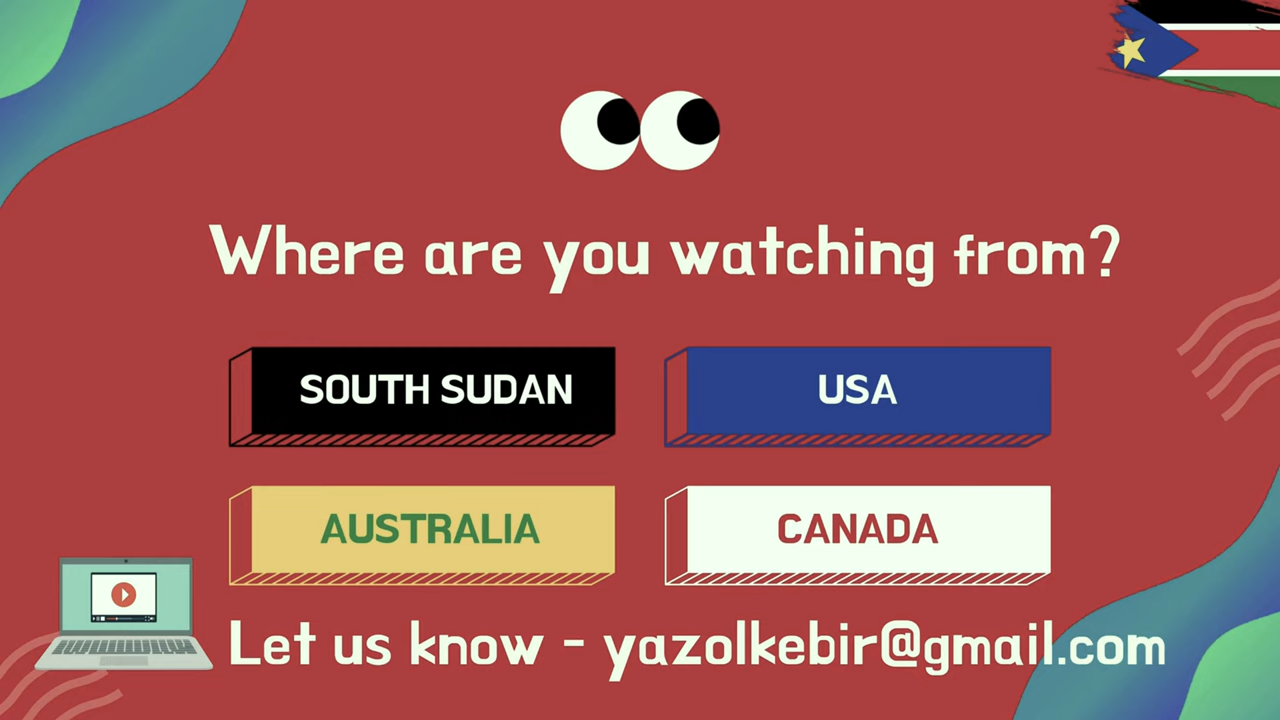 Where are you watching from?
SOUTH SUDAN
USA
AUSTRALIA
CANADA
Let us know - yazolkebir@gmail.com